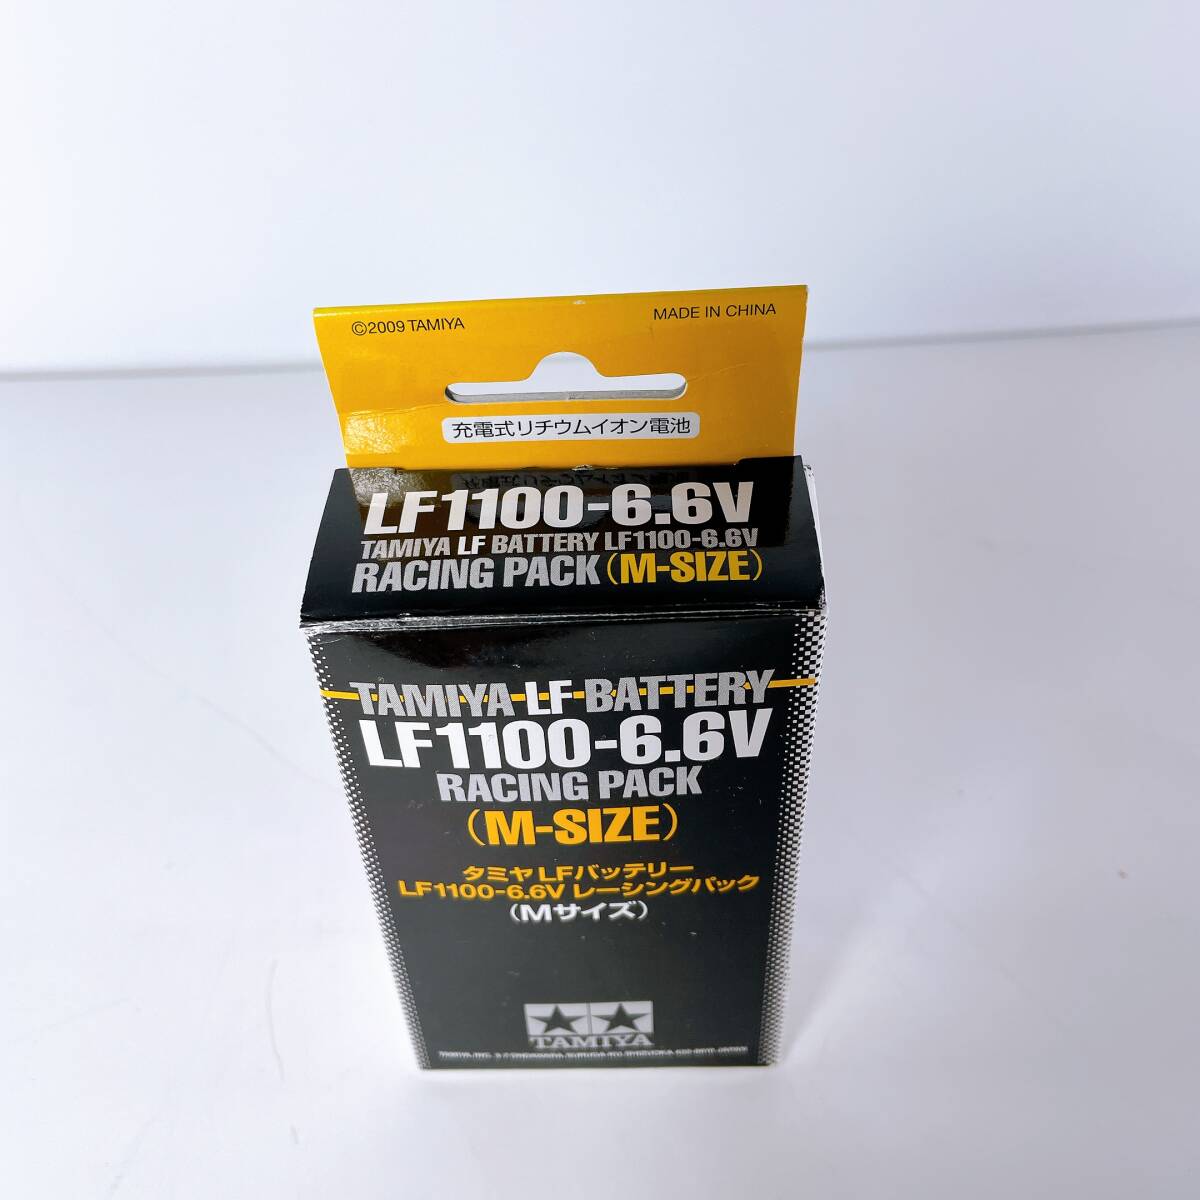 ©2009 TAMIYA
MADE IN CHINA
充電式リチウムイオン電池
LF1100-6.6V
TAMIYA LF BATTERY LF1100-6.6V
RACING PACK (M-SIZE)
TAMIYA LF BATTERY
LF1100-6.6V
RACING PACK
(M-SIZE)
タミヤ LFバッテリー
LF1100-6.6V レーシングパック
(Mサイズ)
TAMIYA